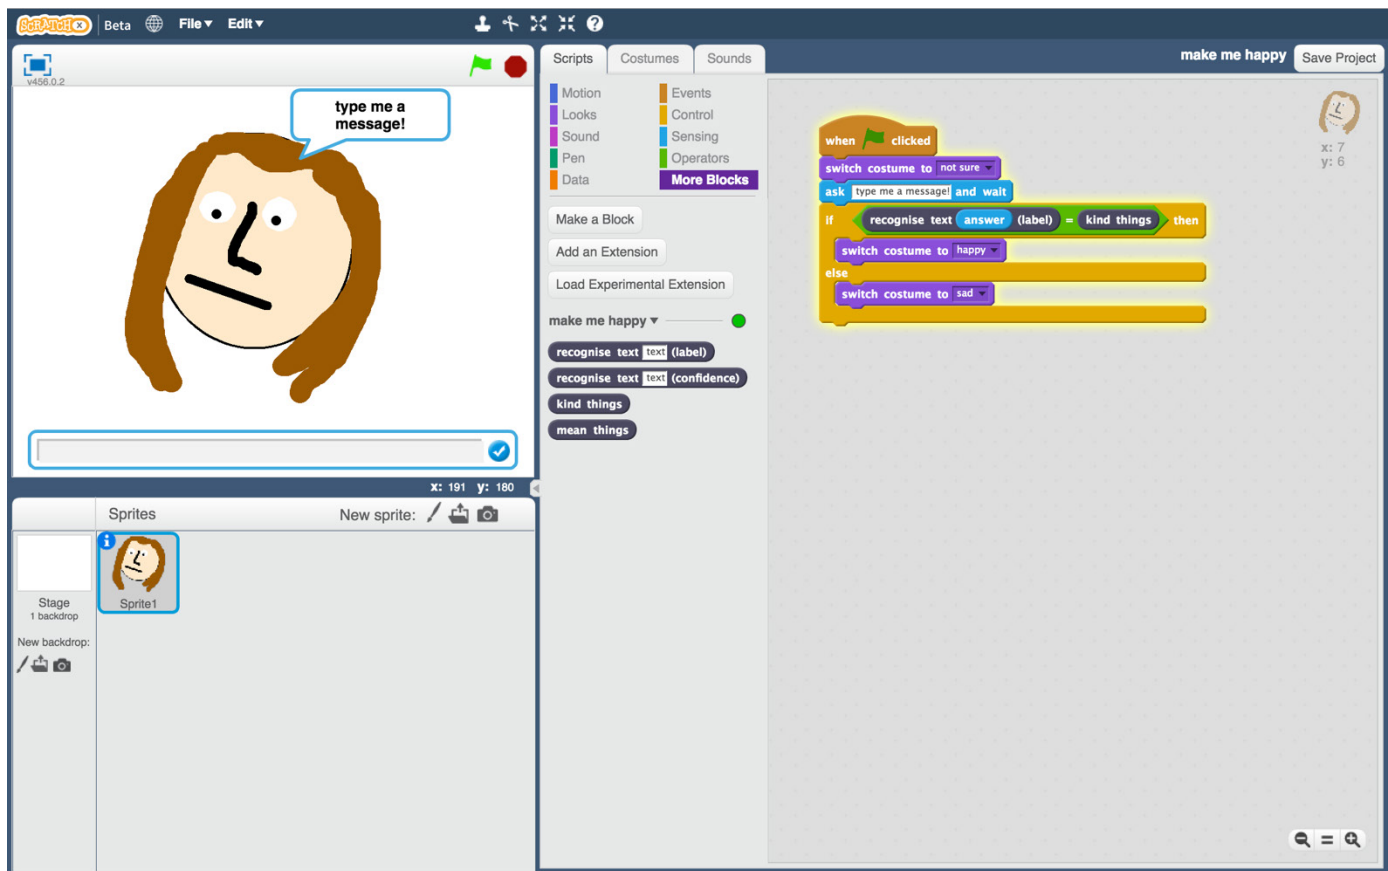 SCRATCHX Beta File Edit
v456.0.2
type me a
message!
x: 191 y: 180
Sprites New sprite:
Stage
1 backdrop
New backdrop:
Sprite1
Scripts Costumes Sounds
make me happy Save Project
Motion Events
Looks Control
Sound Sensing
Pen Operators
Data More Blocks
Make a Block
Add an Extension
Load Experimental Extension
make me happy
recognise text text (label)
recognise text text (confidence)
kind things
mean things
when clicked
switch costume to not sure
ask type me a message! and wait
if recognise text answer (label) = kind things then
switch costume to happy
else
switch costume to sad
x: 7
y: 6